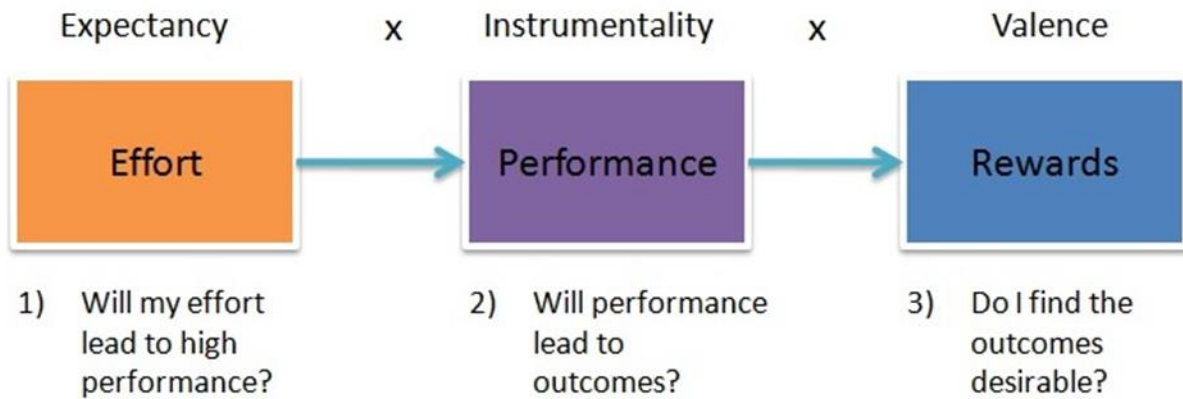 Expectancy x Instrumentality x Valence
Effort Performance Rewards
1) Will my effort
lead to high
performance?
2) Will performance
lead to
outcomes?
3) Do I find the
outcomes
desirable?